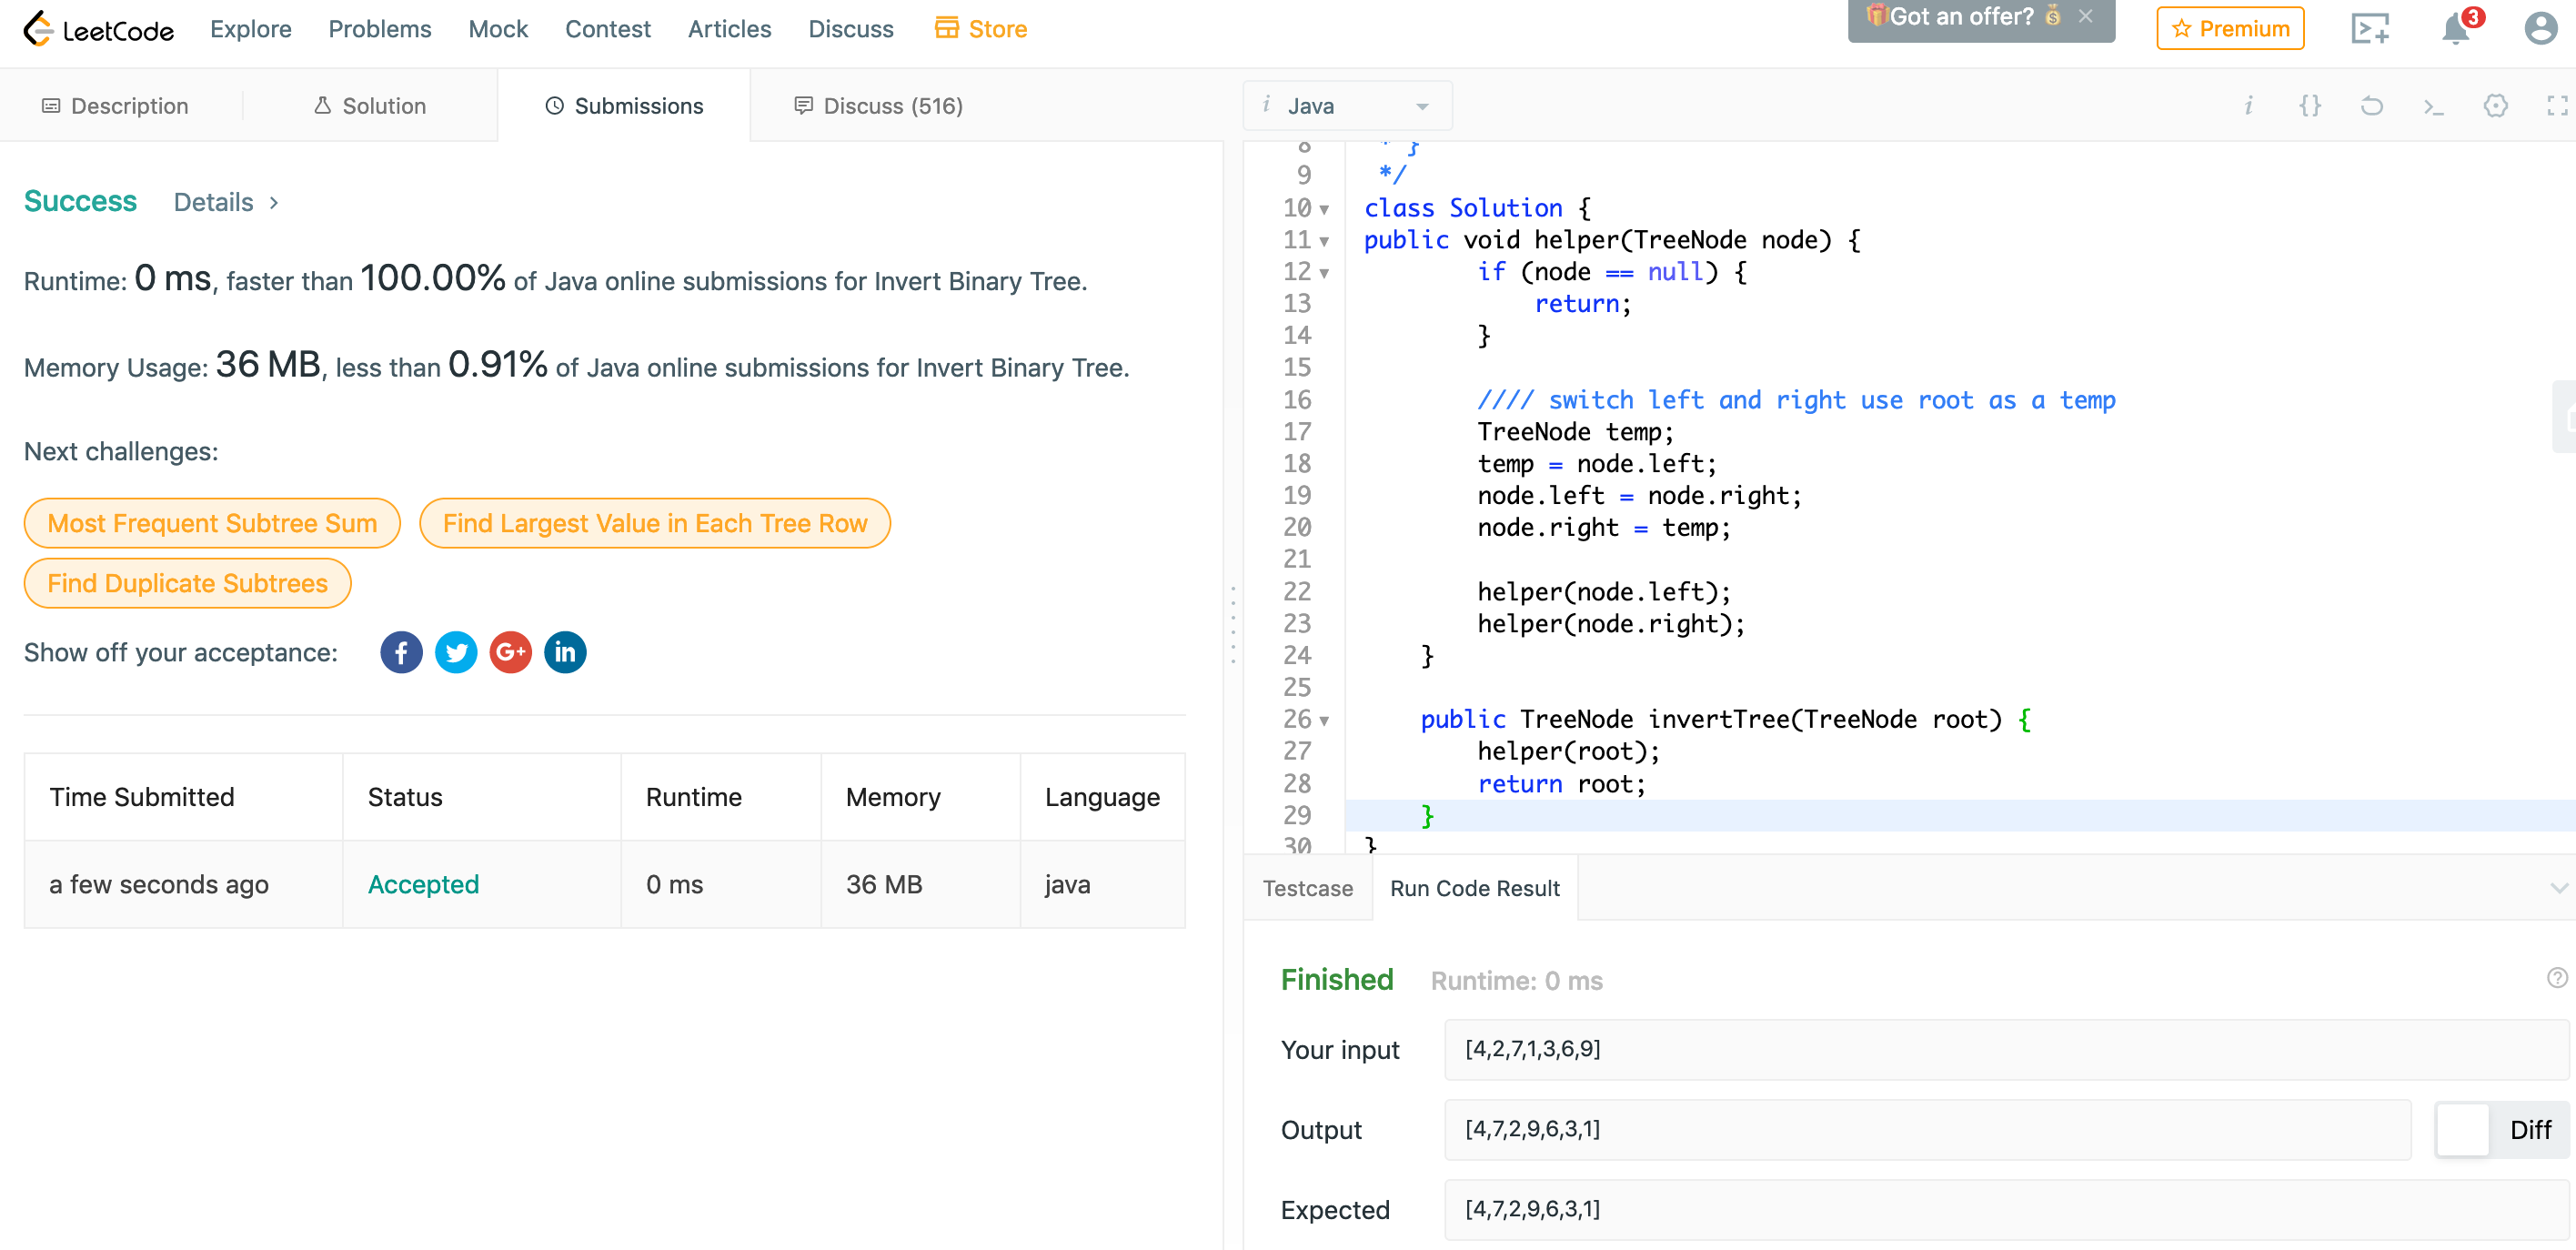 LeetCode Explore Problems Mock Contest Articles Discuss Store Got an offer? Premium 3
Description Solution Submissions Discuss (516)
Success Details >
Runtime: 0 ms, faster than 100.00% of Java online submissions for Invert Binary Tree.
Memory Usage: 36 MB, less than 0.91% of Java online submissions for Invert Binary Tree.
Next challenges:
Most Frequent Subtree Sum Find Largest Value in Each Tree Row
Find Duplicate Subtrees
Show off your acceptance: f G+ in
Time Submitted Status Runtime Memory Language
a few seconds ago Accepted 0 ms 36 MB java
i Java i {} >_
8 * }
9 */
10 class Solution {
11 public void helper(TreeNode node) {
12 if (node == null) {
13 return;
14 }
15
16 //// switch left and right use root as a temp
17 TreeNode temp;
18 temp = node.left;
19 node.left = node.right;
20 node.right = temp;
21
22 helper(node.left);
23 helper(node.right);
24 }
25
26 public TreeNode invertTree(TreeNode root) {
27 helper(root);
28 return root;
29 }
30 }
Testcase Run Code Result
Finished Runtime: 0 ms ?
Your input [4,2,7,1,3,6,9]
Output [4,7,2,9,6,3,1] Diff
Expected [4,7,2,9,6,3,1]